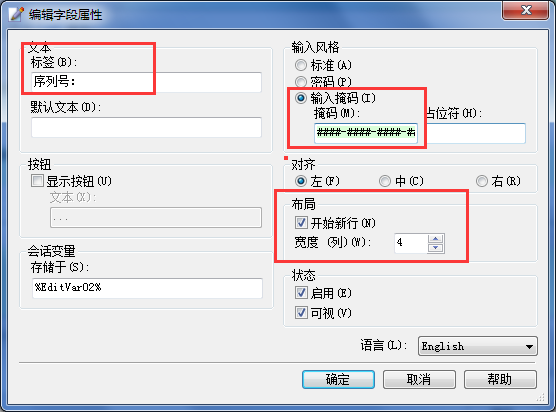 编辑字段属性
文本
标签(B):
序列号:
默认文本(D):
按钮
显示按钮(U)
文本(X):
...
会话变量
存储于(S):
%EditVar02%
输入风格
标准(A)
密码(P)
输入掩码(I)
掩码(M):
占位符(H):
####-####-####-#
对齐
左(F)
中(C)
右(R)
布局
开始新行(N)
宽度 (列)(W):
4
状态
启用(E)
可视(V)
语言(L):
English
确定
取消
帮助